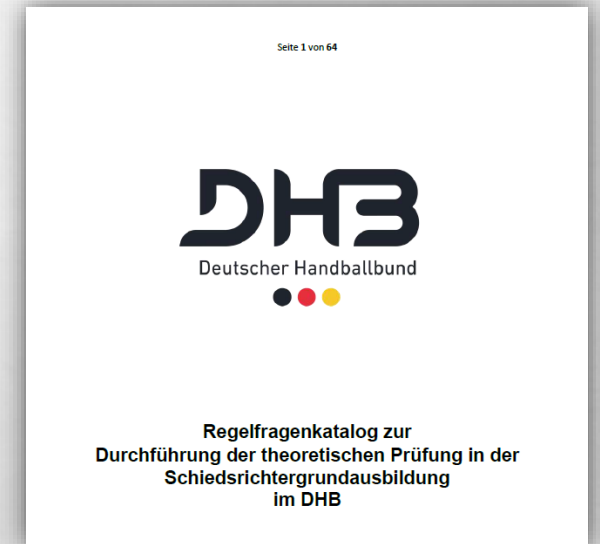 Seite 1 von 64
DHB
Deutscher Handballbund
Regelfragenkatalog zur
Durchführung der theoretischen Prüfung in der
Schiedsrichtergrundausbildung
im DHB